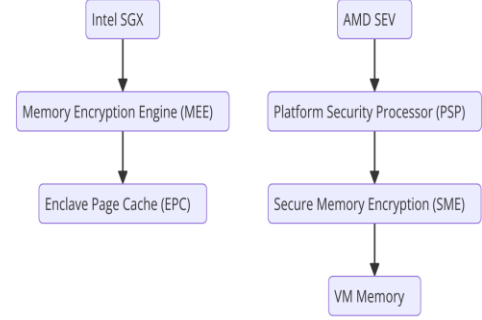 Intel SGX
AMD SEV
Memory Encryption Engine (MEE)
Platform Security Processor (PSP)
Enclave Page Cache (EPC)
Secure Memory Encryption (SME)
VM Memory